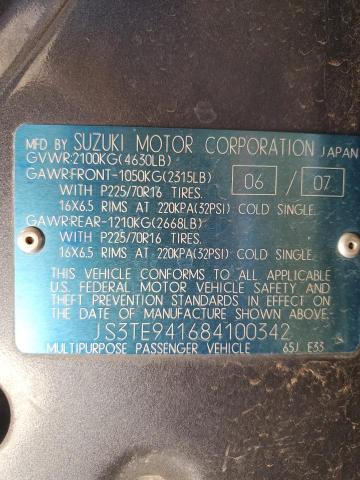 MFD BY SUZUKI MOTOR CORPORATION JAPAN
GVWR:2100KG(4630LB)
GAWR:FRONT-1050KG(2315LB) 06 / 07
WITH P225/70R16 TIRES.
16X6.5 RIMS AT 220KPA(32PSI) COLD SINGLE.
GAWR:REAR-1210KG(2668LB)
WITH P225/70R16 TIRES.
16X6.5 RIMS AT 220KPA(32PSI) COLD SINGLE.
THIS VEHICLE CONFORMS TO ALL APPLICABLE
U.S. FEDERAL MOTOR VEHICLE SAFETY AND
THEFT PREVENTION STANDARDS IN EFFECT ON
THE DATE OF MANUFACTURE SHOWN ABOVE.
JS3TE941684100342
MULTIPURPOSE PASSENGER VEHICLE 65J E33